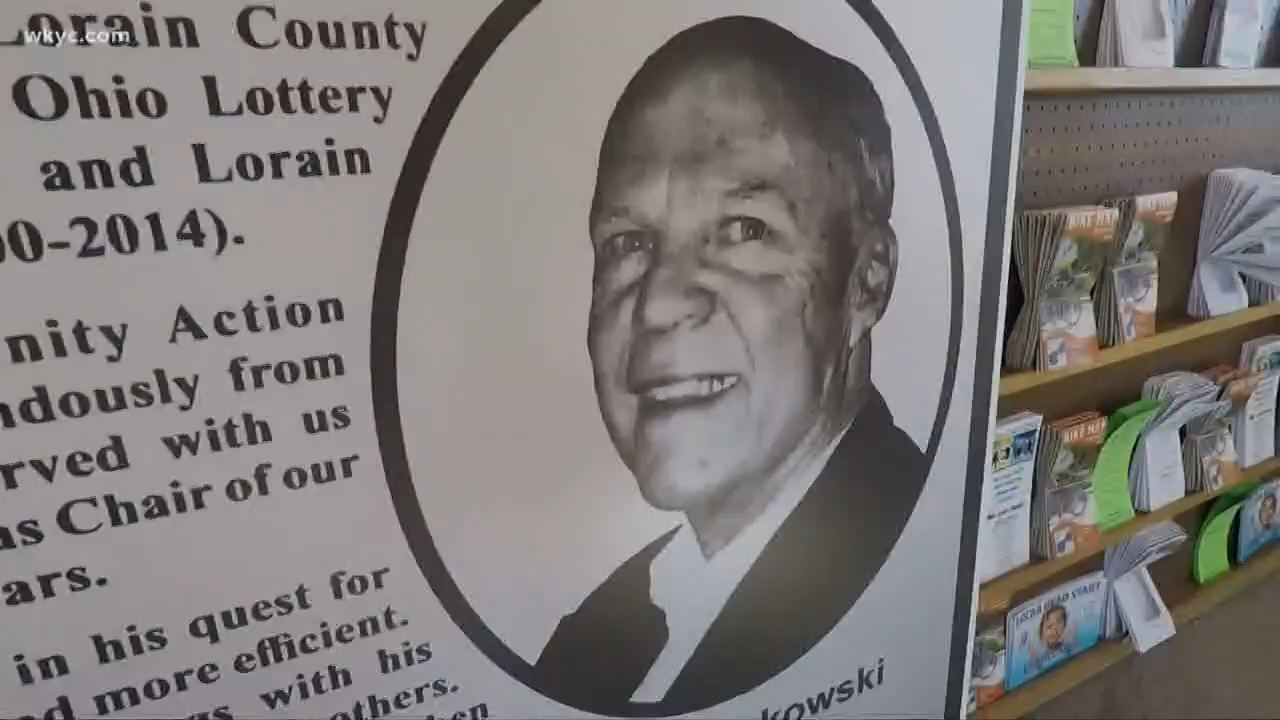 wkyc.com
Lorain County
Ohio Lottery
and Lorain
00-2014).
nity Action
ndously from
rved with us
as Chair of our
ars.
in his quest for
d more efficient.
with his
others.
kowski